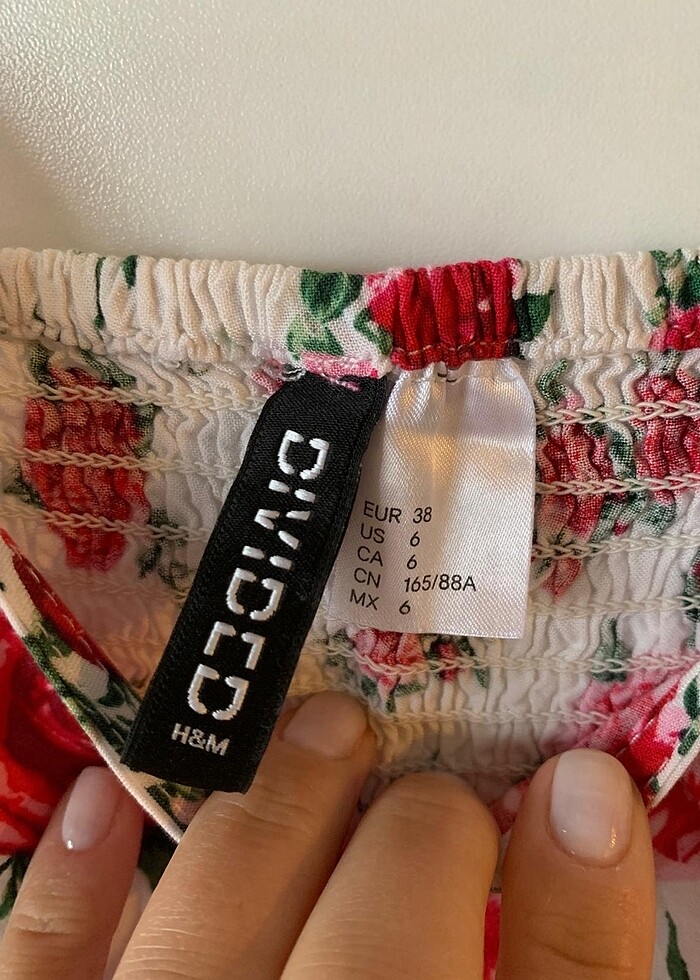 DIVIDED
H&M
EUR 38
US 6
CA 6
CN 165/88A
MX 6